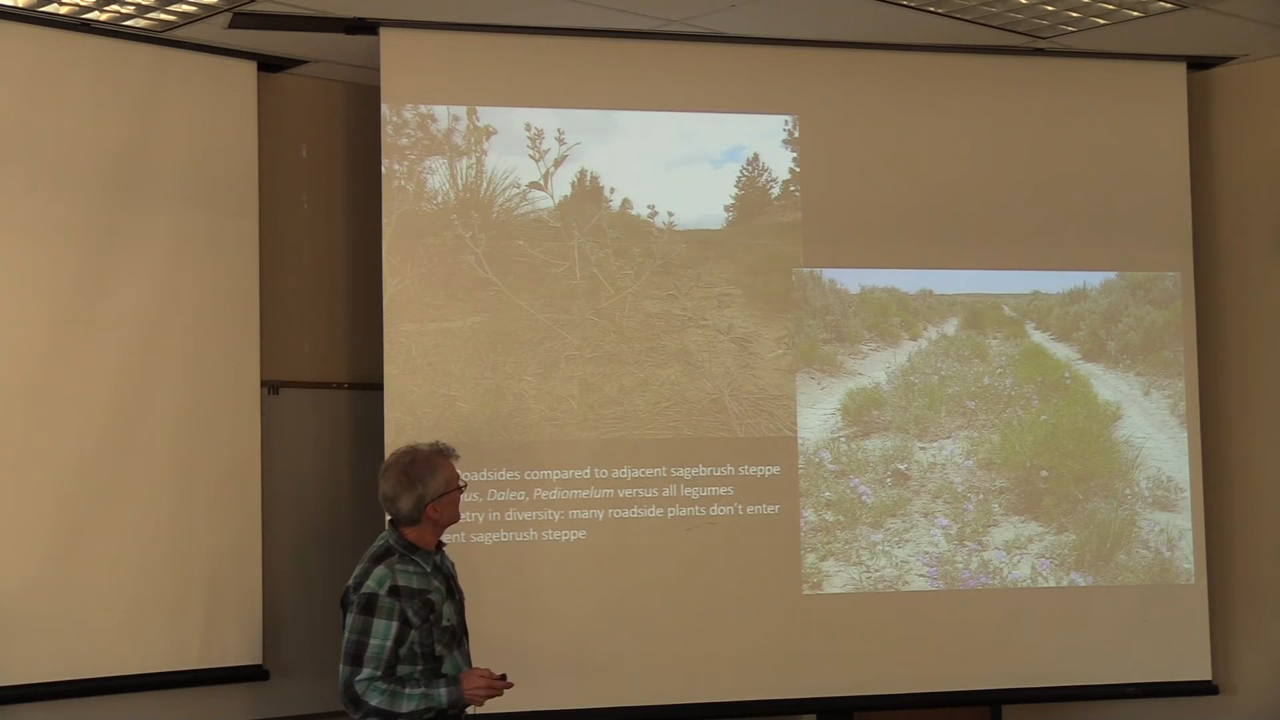 oadsides compared to adjacent sagebrush steppe
us, Dalea, Pediomelum versus all legumes
etry in diversity: many roadside plants don't enter
ent sagebrush steppe